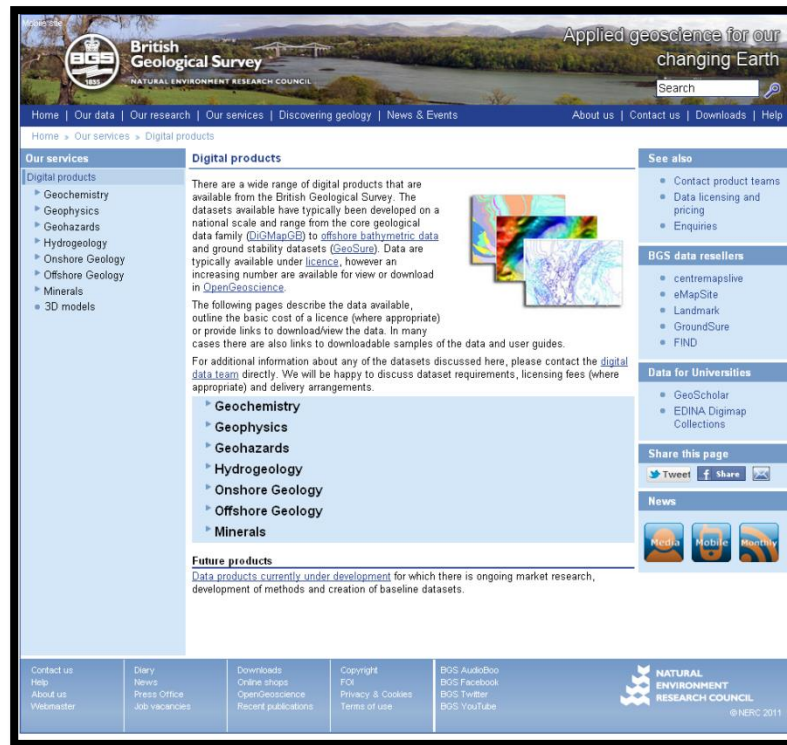 Mobile site
British
Geological Survey
NATURAL ENVIRONMENT RESEARCH COUNCIL
BGS
1835
Applied geoscience for our
changing Earth
Search
Home | Our data | Our research | Our services | Discovering geology | News & Events
About us | Contact us | Downloads | Help
Home » Our services » Digital products
Our services
Digital products
Geochemistry
Geophysics
Geohazards
Hydrogeology
Onshore Geology
Offshore Geology
Minerals
3D models
Digital products
There are a wide range of digital products that are
available from the British Geological Survey. The
datasets available have typically been developed on a
national scale and range from the core geological
data family (DiGMapGB) to offshore bathymetric data
and ground stability datasets (GeoSure). Data are
typically available under licence, however an
increasing number are available for view or download
in OpenGeoscience.
The following pages describe the data available,
outline the basic cost of a licence (where appropriate)
or provide links to download/view the data. In many
cases there are also links to downloadable samples of the data and user guides.
For additional information about any of the datasets discussed here, please contact the digital
data team directly. We will be happy to discuss dataset requirements, licensing fees (where
appropriate) and delivery arrangements.
Geochemistry
Geophysics
Geohazards
Hydrogeology
Onshore Geology
Offshore Geology
Minerals
Future products
Data products currently under development for which there is ongoing market research,
development of methods and creation of baseline datasets.
See also
Contact product teams
Data licensing and
pricing
Enquiries
BGS data resellers
centremapslive
eMapSite
Landmark
GroundSure
FIND
Data for Universities
GeoScholar
EDINA Digimap
Collections
Share this page
Tweet
f Share
News
Media
Mobile
Monthly
Contact us
Help
About us
Webmaster
Diary
News
Press Office
Job vacancies
Downloads
Online shops
OpenGeoscience
Recent publications
Copyright
FOI
Privacy & Cookies
Terms of use
BGS AudioBoo
BGS Facebook
BGS Twitter
BGS YouTube
NATURAL
ENVIRONMENT
RESEARCH COUNCIL
© NERC 2011